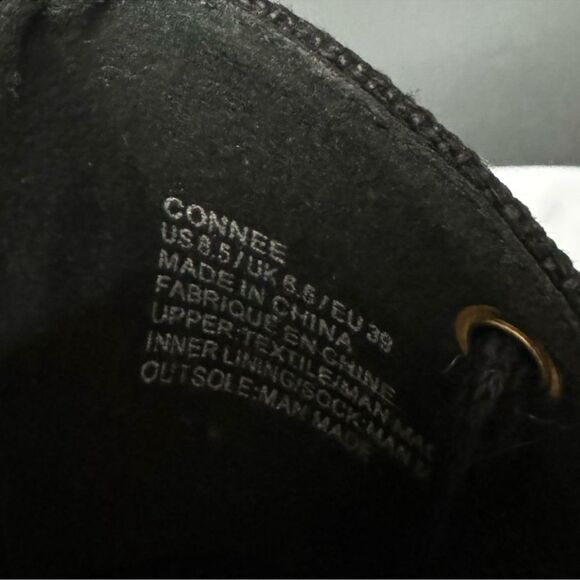 CONNEE
US 8.5 / UK 6.5 / EU 39
MADE IN CHINA
FABRIQUE EN CHINE
UPPER:TEXTILE/MAN MAD
INNER LINING/SOCK:MAN M
OUTSOLE:MAN MADE